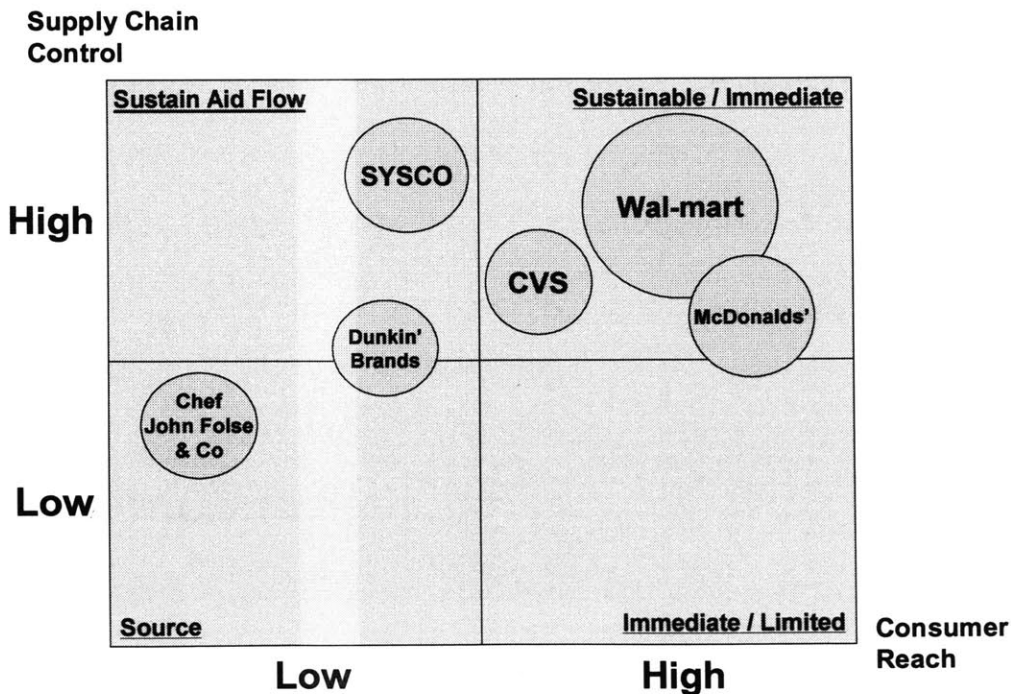 Supply Chain
Control
Sustain Aid Flow
Sustainable / Immediate
SYSCO
Wal-mart
High
CVS
McDonalds'
Dunkin'
Brands
Chef
John Folse
& Co
Low
Source
Immediate / Limited
Consumer
Reach
Low
High